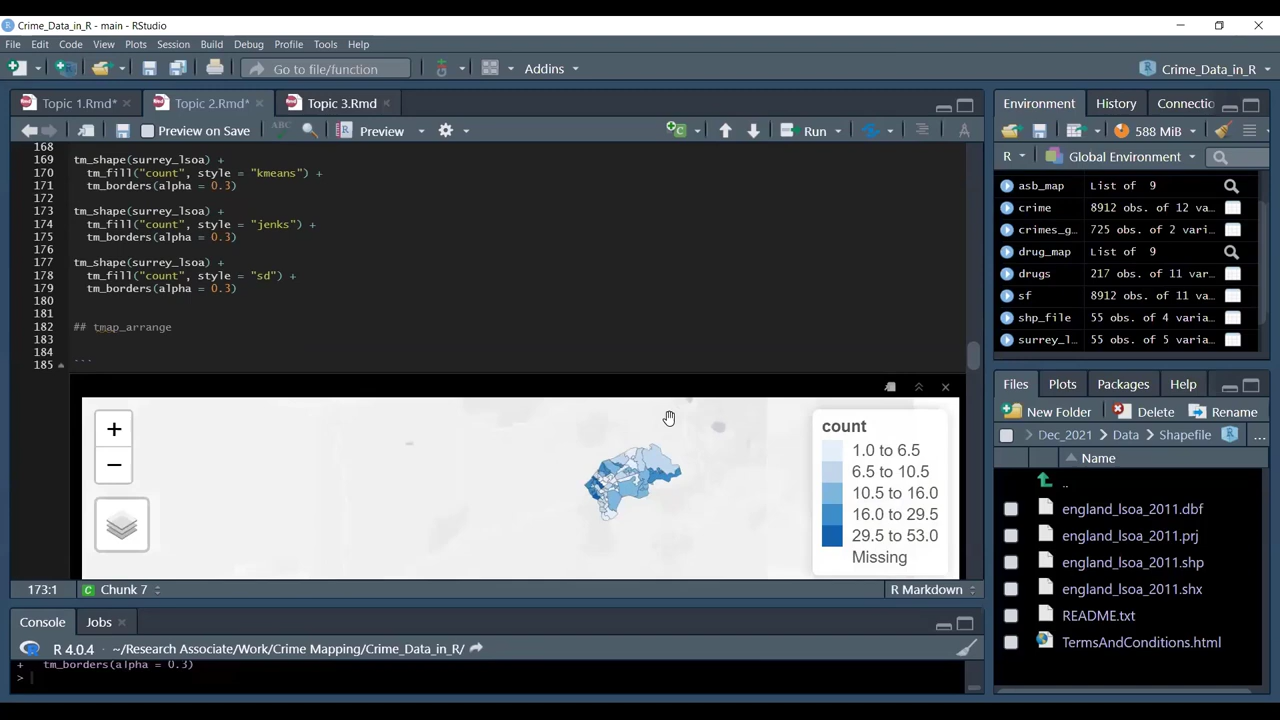 Crime_Data_in_R - main - RStudio
File Edit Code View Plots Session Build Debug Profile Tools Help
Go to file/function Addins Crime_Data_in_R
Topic 1.Rmd* Topic 2.Rmd* Topic 3.Rmd
Preview on Save ABC Preview Run
168
169 tm_shape(surrey_lsoa) +
170 tm_fill("count", style = "kmeans") +
171 tm_borders(alpha = 0.3)
172
173 tm_shape(surrey_lsoa) +
174 tm_fill("count", style = "jenks") +
175 tm_borders(alpha = 0.3)
176
177 tm_shape(surrey_lsoa) +
178 tm_fill("count", style = "sd") +
179 tm_borders(alpha = 0.3)
180
181
182 ## tmap_arrange
183
184
185 ```
+
−
count
1.0 to 6.5
6.5 to 10.5
10.5 to 16.0
16.0 to 29.5
29.5 to 53.0
Missing
173:1 Chunk 7 R Markdown
Console Jobs
R 4.0.4 · ~/Research Associate/Work/Crime Mapping/Crime_Data_in_R/
+ tm_borders(alpha = 0.3)
>
Environment History Connectio
588 MiB
R Global Environment
asb_map List of 9
crime 8912 obs. of 12 va…
crimes_g… 725 obs. of 2 vari…
drug_map List of 9
drugs 217 obs. of 11 var…
sf 8912 obs. of 11 va…
shp_file 55 obs. of 4 varia…
surrey_l… 55 obs. of 5 varia…
Files Plots Packages Help
New Folder Delete Rename
Dec_2021 Data Shapefile …
Name
..
england_lsoa_2011.dbf
england_lsoa_2011.prj
england_lsoa_2011.shp
england_lsoa_2011.shx
README.txt
TermsAndConditions.html